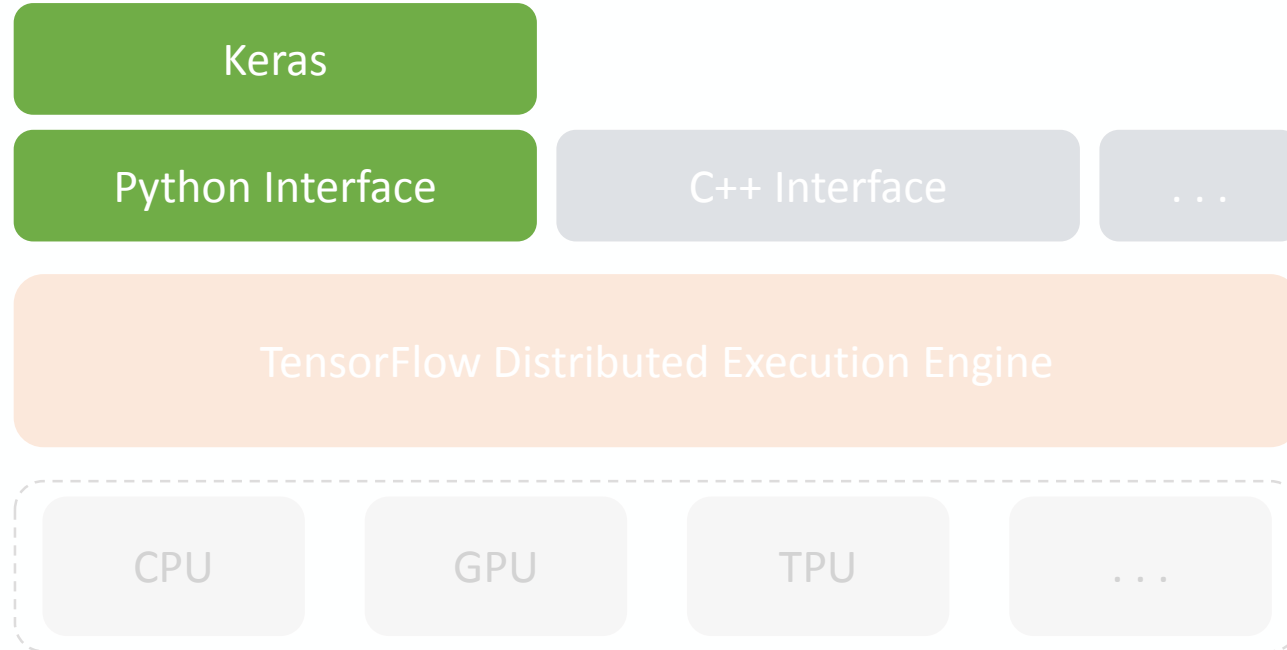 Keras
Python Interface
C++ Interface
. . .
TensorFlow Distributed Execution Engine
CPU
GPU
TPU
. . .